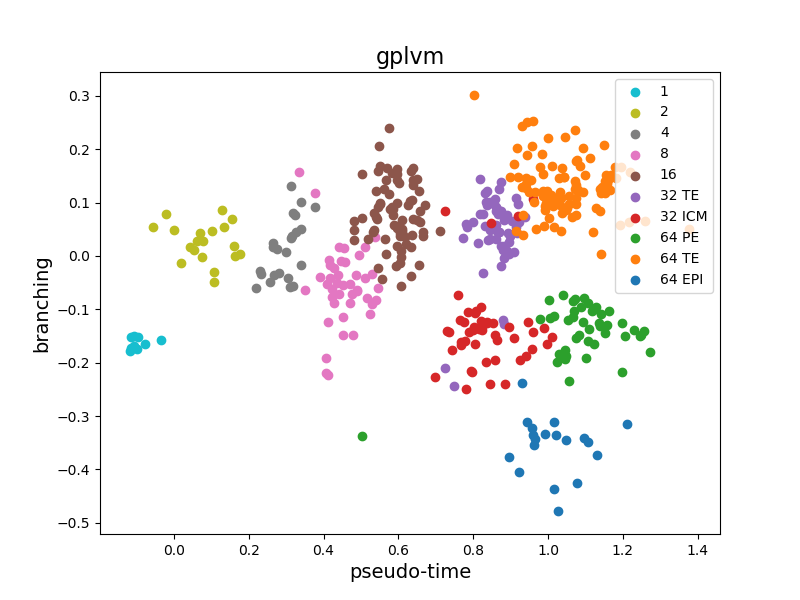 gplvm
0.3
0.2
0.1
0.0
−0.1
−0.2
−0.3
−0.4
−0.5
branching
0.0
0.2
0.4
0.6
0.8
1.0
1.2
1.4
pseudo-time
1
2
4
8
16
32 TE
32 ICM
64 PE
64 TE
64 EPI